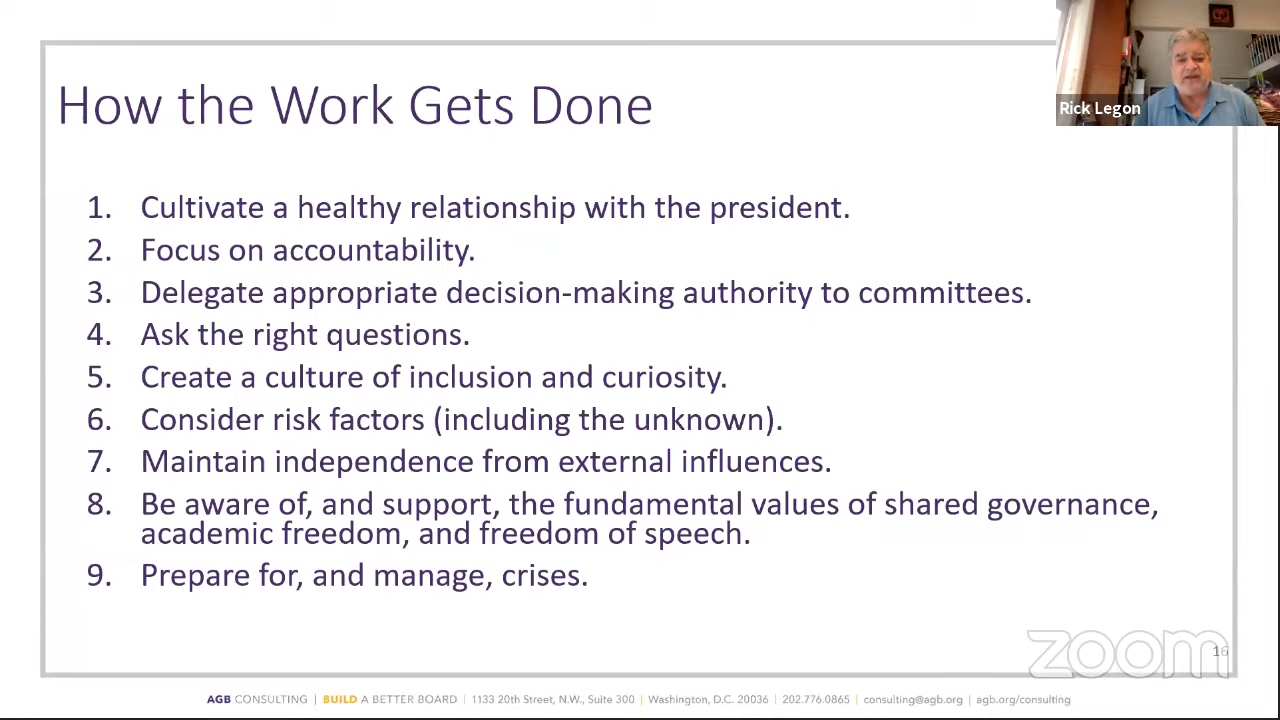 How the Work Gets Done
Rick Legon
1. Cultivate a healthy relationship with the president.
2. Focus on accountability.
3. Delegate appropriate decision-making authority to committees.
4. Ask the right questions.
5. Create a culture of inclusion and curiosity.
6. Consider risk factors (including the unknown).
7. Maintain independence from external influences.
8. Be aware of, and support, the fundamental values of shared governance,
academic freedom, and freedom of speech.
9. Prepare for, and manage, crises.
zoom
16
AGB CONSULTING | BUILD A BETTER BOARD | 1133 20th Street, N.W., Suite 300 | Washington, D.C. 20036 | 202.776.0865 | consulting@agb.org | agb.org/consulting